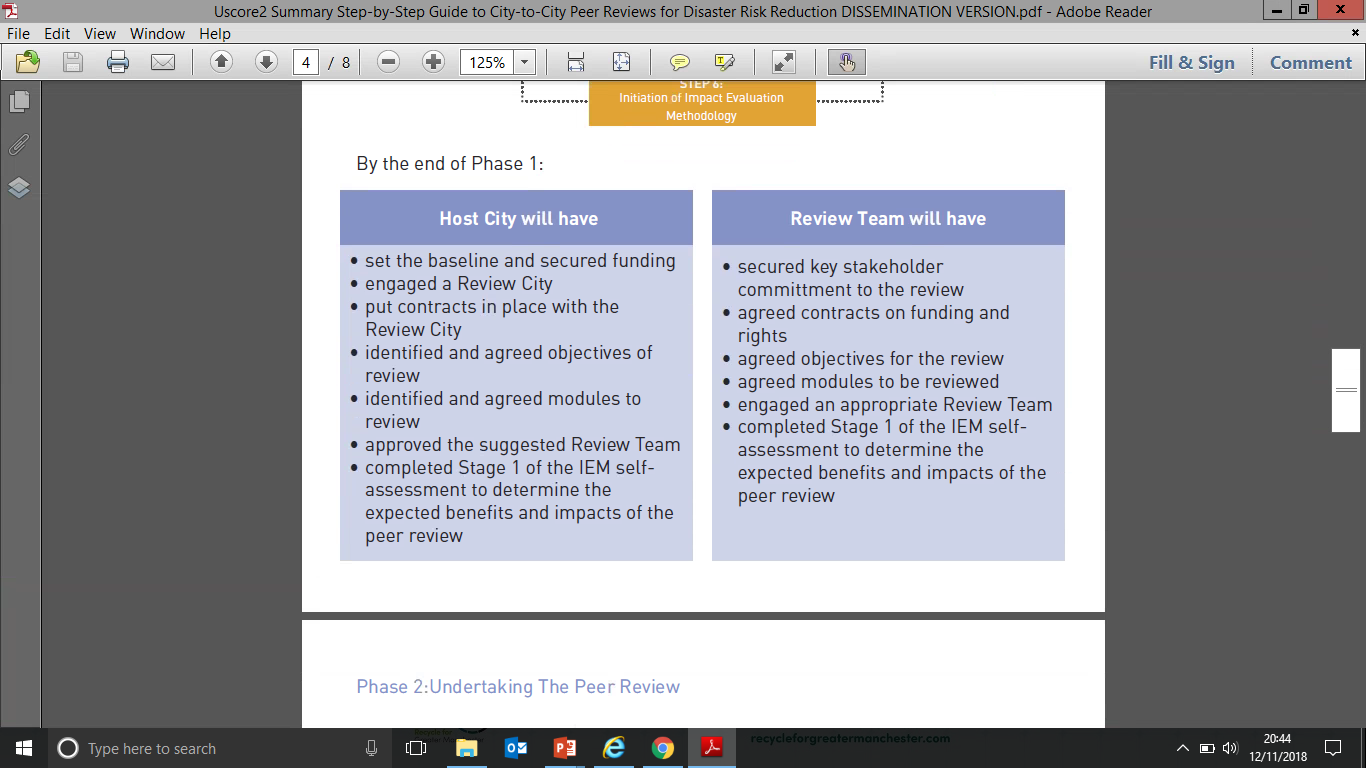 Uscore2 Summary Step-by-Step Guide to City-to-City Peer Reviews for Disaster Risk Reduction DISSEMINATION VERSION.pdf - Adobe Reader
File Edit View Window Help
4 / 8 125% Fill & Sign Comment
STEP 6:
Initiation of Impact Evaluation
Methodology
By the end of Phase 1:
Host City will have
• set the baseline and secured funding
• engaged a Review City
• put contracts in place with the
Review City
• identified and agreed objectives of
review
• identified and agreed modules to
review
• approved the suggested Review Team
• completed Stage 1 of the IEM self-
assessment to determine the
expected benefits and impacts of the
peer review
Review Team will have
• secured key stakeholder
committment to the review
• agreed contracts on funding and
rights
• agreed objectives for the review
• agreed modules to be reviewed
• engaged an appropriate Review Team
• completed Stage 1 of the IEM self-
assessment to determine the
expected benefits and impacts of the
peer review
Phase 2:Undertaking The Peer Review
recycleforgreatermanchester.com
Type here to search
20:44
12/11/2018